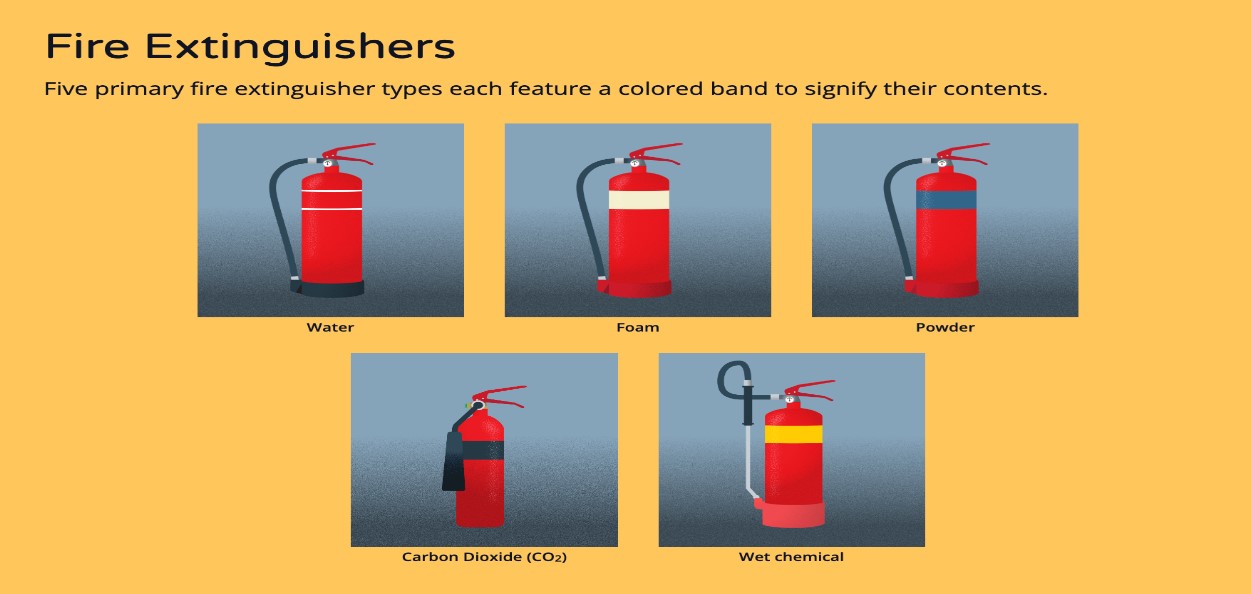 Fire Extinguishers
Five primary fire extinguisher types each feature a colored band to signify their contents.
Water
Foam
Powder
Carbon Dioxide (CO₂)
Wet chemical